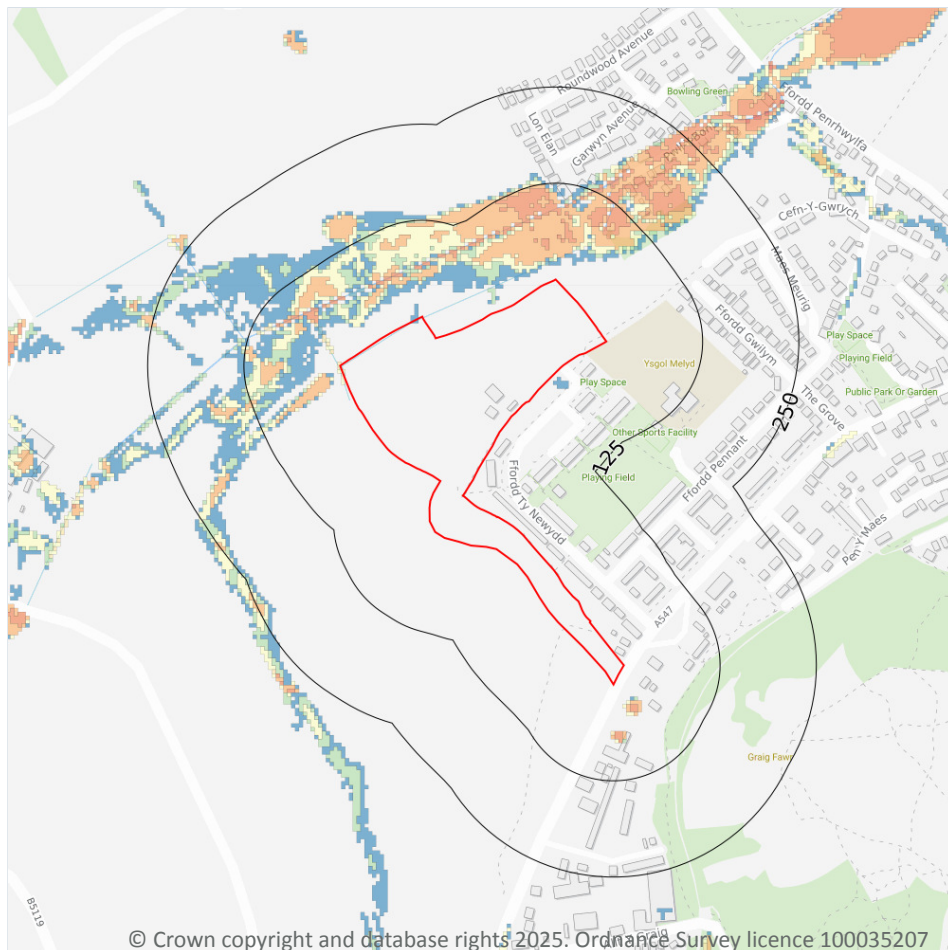 Roundwood Avenue
Bowling Green
Lon Elan
Garwyn Avenue
Ffordd Penrhwylfa
Cefn-Y-Gwrych
Maes Meurig
Ffordd Gwilym
Play Space
Playing Field
Ysgol Melyd
Play Space
The Grove
Public Park Or Garden
250
Other Sports Facility
125
Playing Field
Ffordd Pennant
Ffordd Ty Newydd
Pen Y Maes
A547
Graig Fawr
B5119
Graig
© Crown copyright and database rights 2025. Ordnance Survey licence 100035207